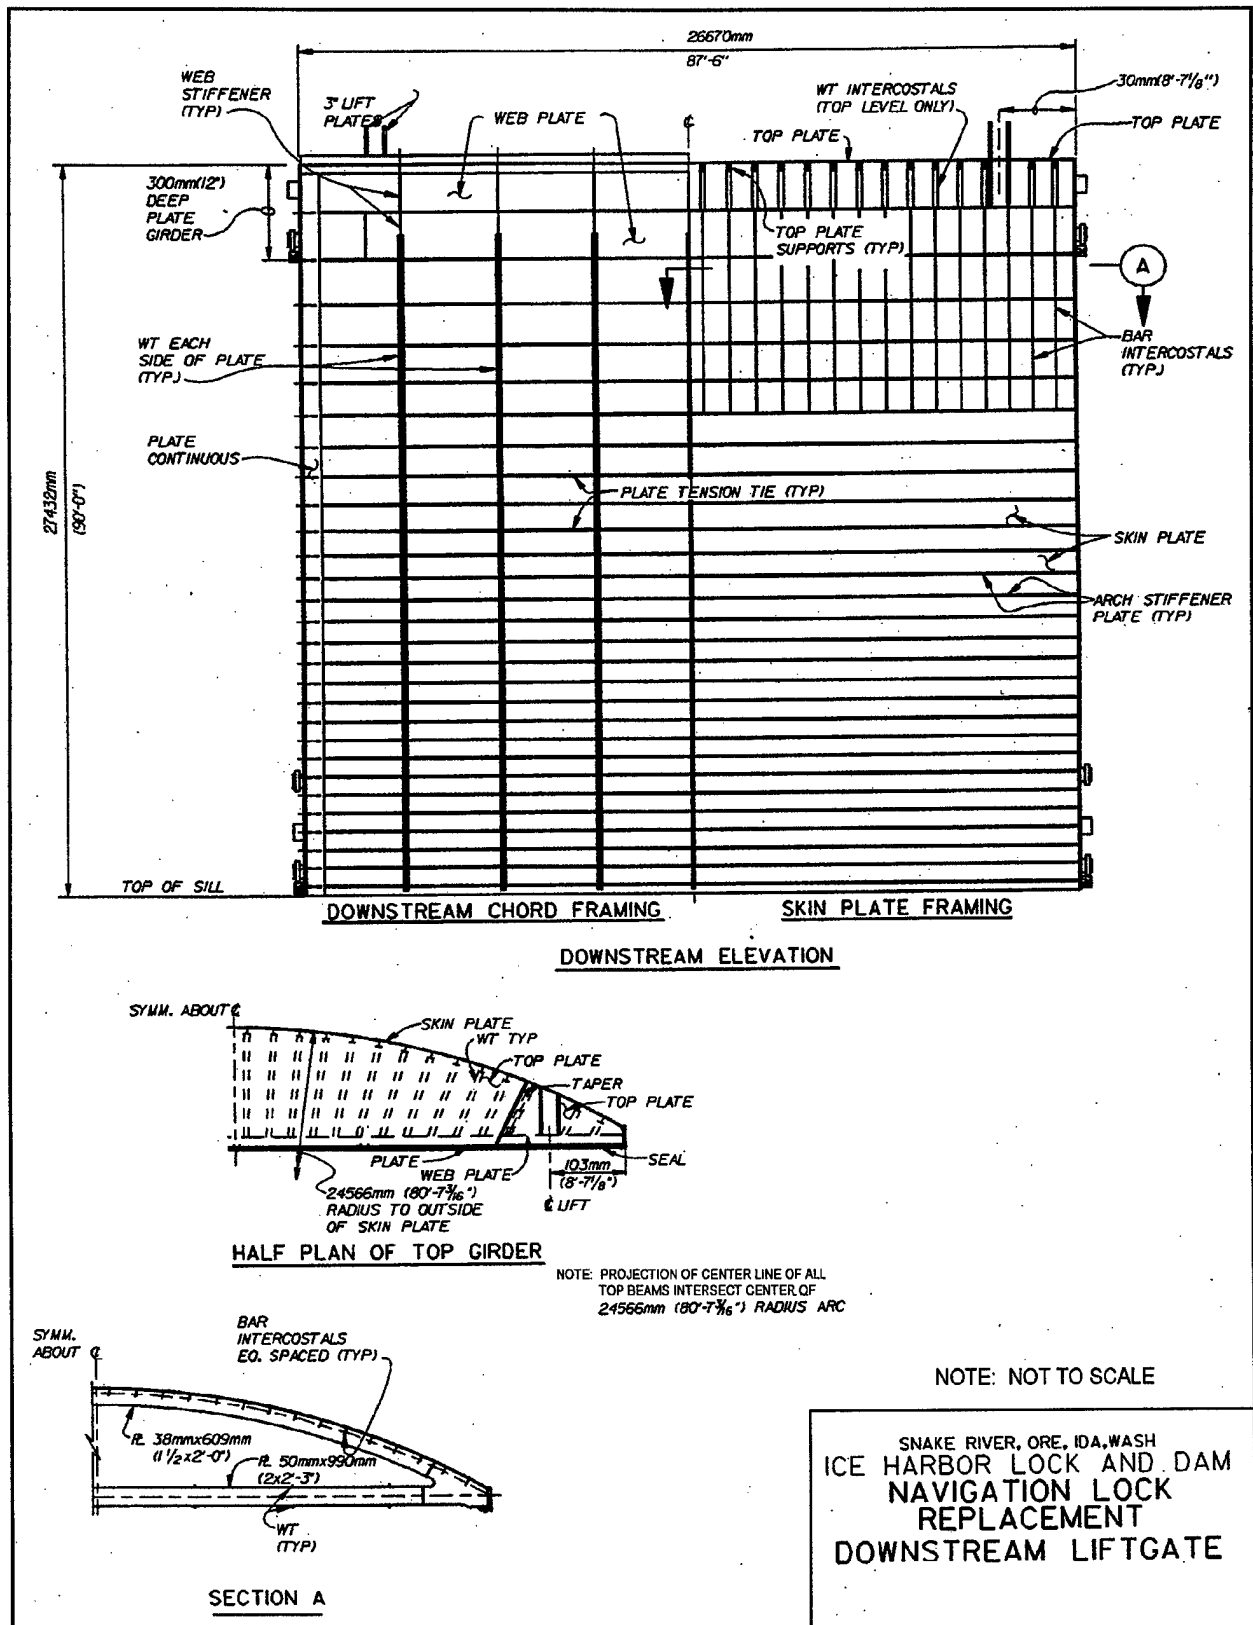 26670mm
87'-6"
WEB
STIFFENER
(TYP)
3" LIFT
PLATES
WEB PLATE
℄
WT INTERCOSTALS
(TOP LEVEL ONLY)
TOP PLATE
30mm(8'-7⅛")
TOP PLATE
300mm(12")
DEEP
PLATE
GIRDER
TOP PLATE
SUPPORTS (TYP)
A
WT EACH
SIDE OF PLATE
(TYP.)
BAR
INTERCOSTALS
(TYP.)
PLATE
CONTINUOUS
27432mm
(90'-0")
PLATE TENSION TIE (TYP)
SKIN PLATE
ARCH STIFFENER
PLATE (TYP)
TOP OF SILL
DOWNSTREAM CHORD FRAMING
SKIN PLATE FRAMING
DOWNSTREAM ELEVATION
SYMM. ABOUT ℄
SKIN PLATE
WT TYP
TOP PLATE
TAPER
TOP PLATE
PLATE
WEB PLATE
SEAL
103mm
(8'-7⅛")
℄ LIFT
24566mm (80'-7 3/16")
RADIUS TO OUTSIDE
OF SKIN PLATE
HALF PLAN OF TOP GIRDER
NOTE: PROJECTION OF CENTER LINE OF ALL
TOP BEAMS INTERSECT CENTER OF
24566mm (80'-7 3/16") RADIUS ARC
SYMM.
ABOUT ℄
BAR
INTERCOSTALS
EQ. SPACED (TYP)
PL 38mmx609mm
(1 1/2x2'-0")
PL 50mmx990mm
(2x2'-3")
WT
(TYP)
SECTION A
NOTE: NOT TO SCALE
SNAKE RIVER, ORE, IDA,WASH
ICE HARBOR LOCK AND DAM
NAVIGATION LOCK
REPLACEMENT
DOWNSTREAM LIFTGATE